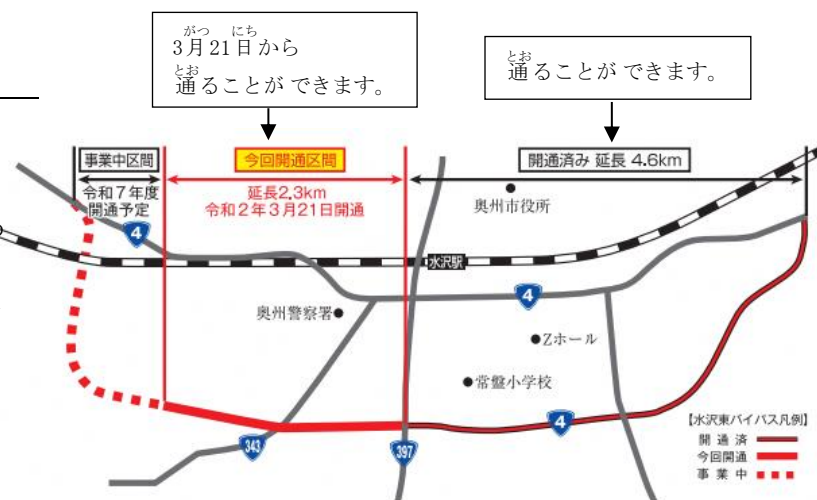 3月21日から
通ることが できます。
通ることが できます。
事業中区間
今回開通区間
開通済み 延長 4.6km
令和7年度
開通予定
延長2.3km
令和2年3月21日開通
奥州市役所
4
水沢駅
4
奥州警察署
Zホール
常盤小学校
4
343
397
【水沢東バイパス凡例】
開通済
今回開通
事業中